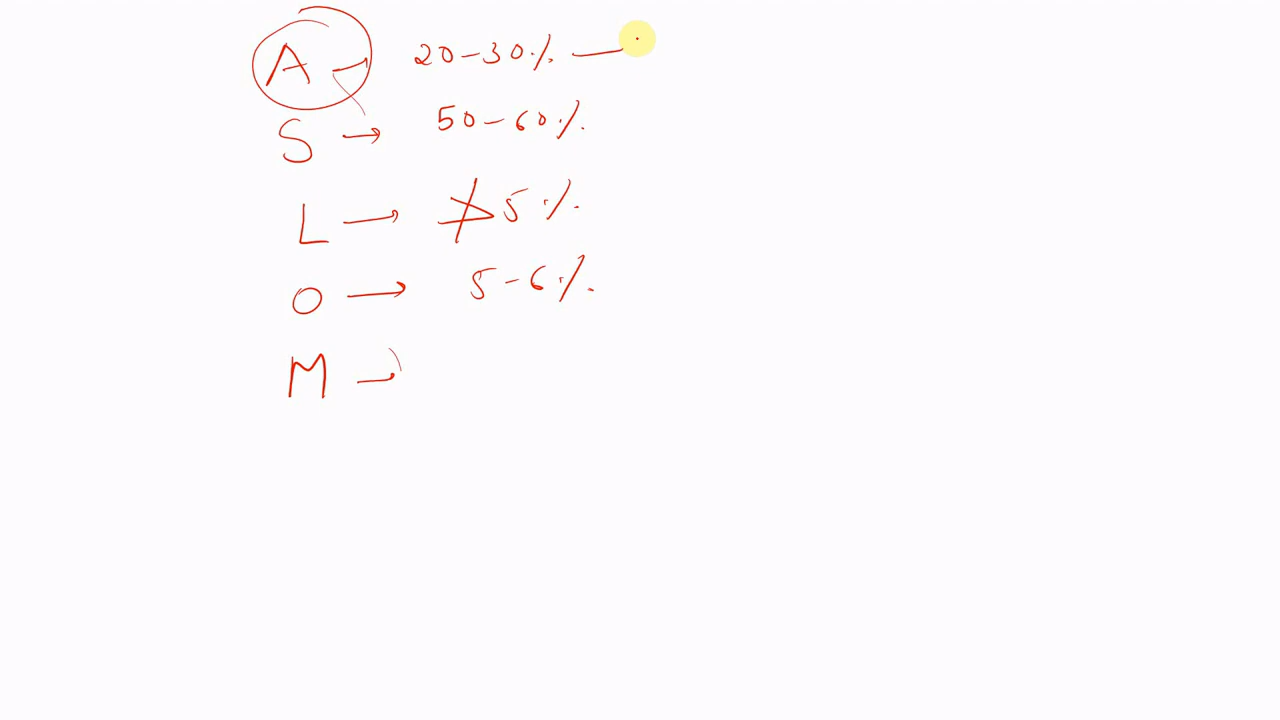 A → 20-30% —
S → 50-60%
L → ≯5%
O → 5-6%
M →